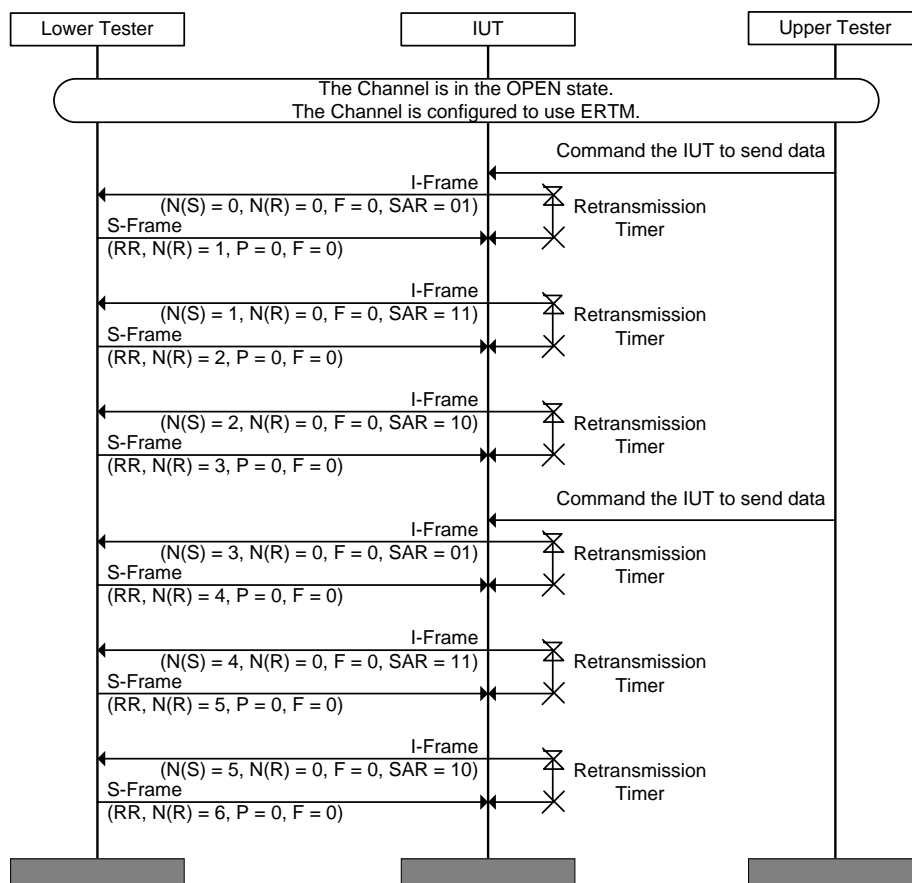 Lower Tester
IUT
Upper Tester
The Channel is in the OPEN state.
The Channel is configured to use ERTM.
Command the IUT to send data
I-Frame
(N(S) = 0, N(R) = 0, F = 0, SAR = 01)
Retransmission
Timer
S-Frame
(RR, N(R) = 1, P = 0, F = 0)
I-Frame
(N(S) = 1, N(R) = 0, F = 0, SAR = 11)
Retransmission
Timer
S-Frame
(RR, N(R) = 2, P = 0, F = 0)
I-Frame
(N(S) = 2, N(R) = 0, F = 0, SAR = 10)
Retransmission
Timer
S-Frame
(RR, N(R) = 3, P = 0, F = 0)
Command the IUT to send data
I-Frame
(N(S) = 3, N(R) = 0, F = 0, SAR = 01)
Retransmission
Timer
S-Frame
(RR, N(R) = 4, P = 0, F = 0)
I-Frame
(N(S) = 4, N(R) = 0, F = 0, SAR = 11)
Retransmission
Timer
S-Frame
(RR, N(R) = 5, P = 0, F = 0)
I-Frame
(N(S) = 5, N(R) = 0, F = 0, SAR = 10)
Retransmission
Timer
S-Frame
(RR, N(R) = 6, P = 0, F = 0)